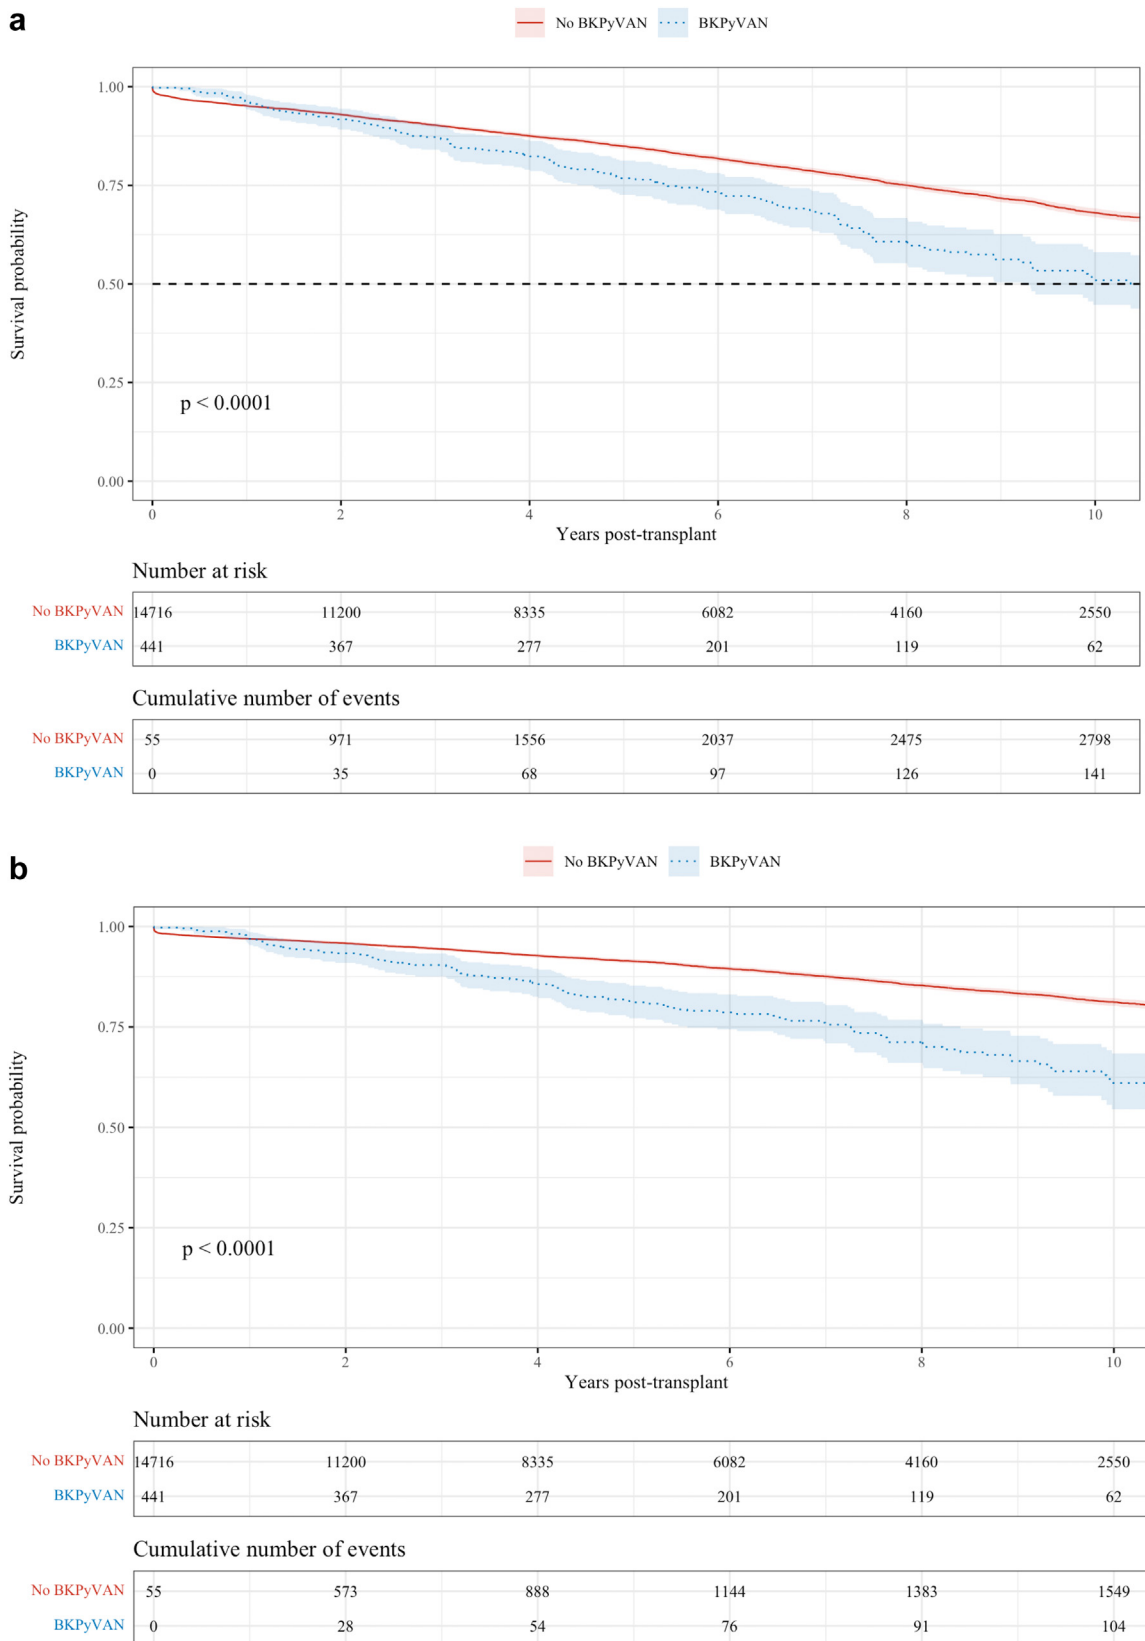 a
No BKPyVAN BKPyVAN
Survival probability
1.00
0.75
0.50
0.25
0.00
p < 0.0001
0 2 4 6 8 10
Years post-transplant
Number at risk
No BKPyVAN 14716 11200 8335 6082 4160 2550
BKPyVAN 441 367 277 201 119 62
Cumulative number of events
No BKPyVAN 55 971 1556 2037 2475 2798
BKPyVAN 0 35 68 97 126 141
b
No BKPyVAN BKPyVAN
Survival probability
1.00
0.75
0.50
0.25
0.00
p < 0.0001
0 2 4 6 8 10
Years post-transplant
Number at risk
No BKPyVAN 14716 11200 8335 6082 4160 2550
BKPyVAN 441 367 277 201 119 62
Cumulative number of events
No BKPyVAN 55 573 888 1144 1383 1549
BKPyVAN 0 28 54 76 91 104